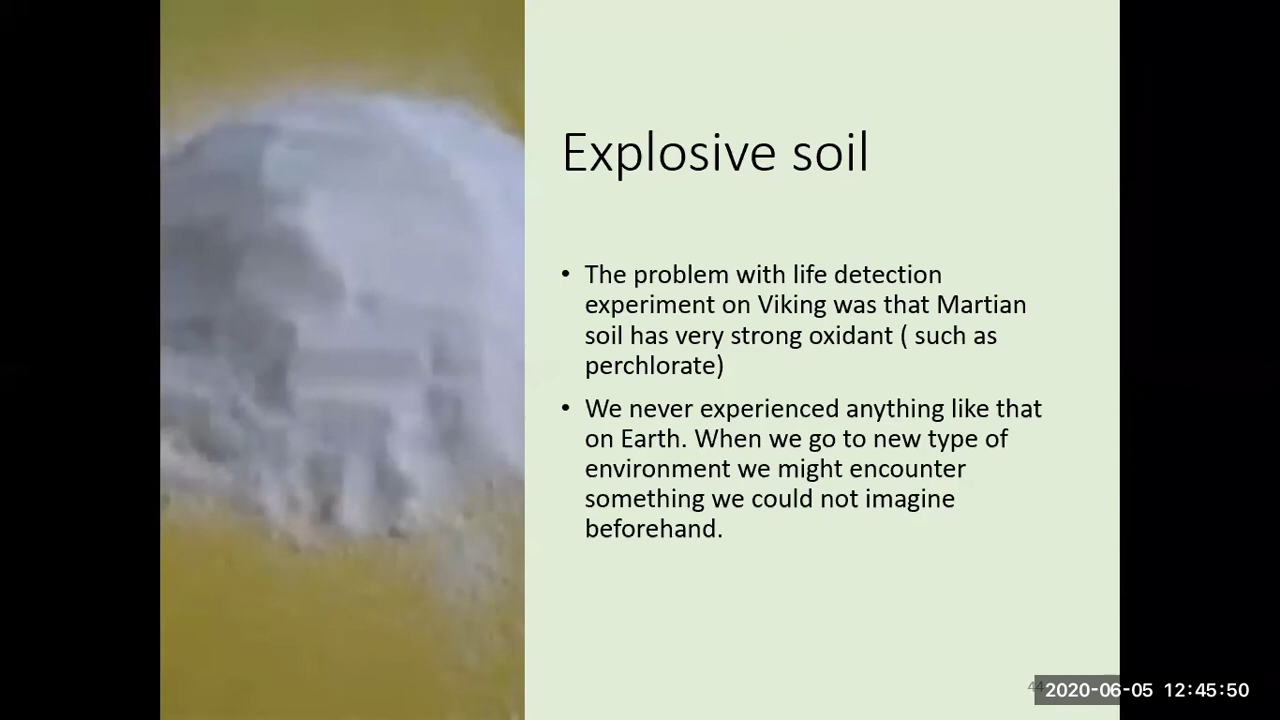 Explosive soil
• The problem with life detection
experiment on Viking was that Martian
soil has very strong oxidant ( such as
perchlorate)
• We never experienced anything like that
on Earth. When we go to new type of
environment we might encounter
something we could not imagine
beforehand.
44
2020-06-05 12:45:50